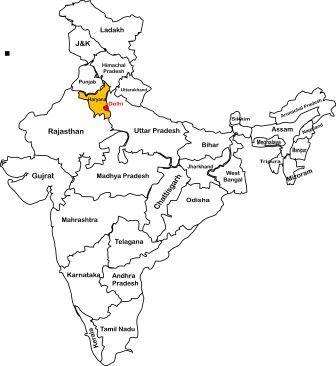 Ladakh
J&K
Himachal
Pradesh
Punjab
Uttarakhand
Haryana
Delhi
Rajasthan
Uttar Pradesh
Sikkim
Arunachal Pradesh
Assam
Nagaland
Meghalaya
Manipur
Bihar
Tripura
Mizoram
Gujrat
Madhya Pradesh
Jharkhand
West
Bangal
Chattisgarh
Odisha
Mahrashtra
Telagana
Karnataka
Andhra
Pradesh
Kerala
Tamil Nadu